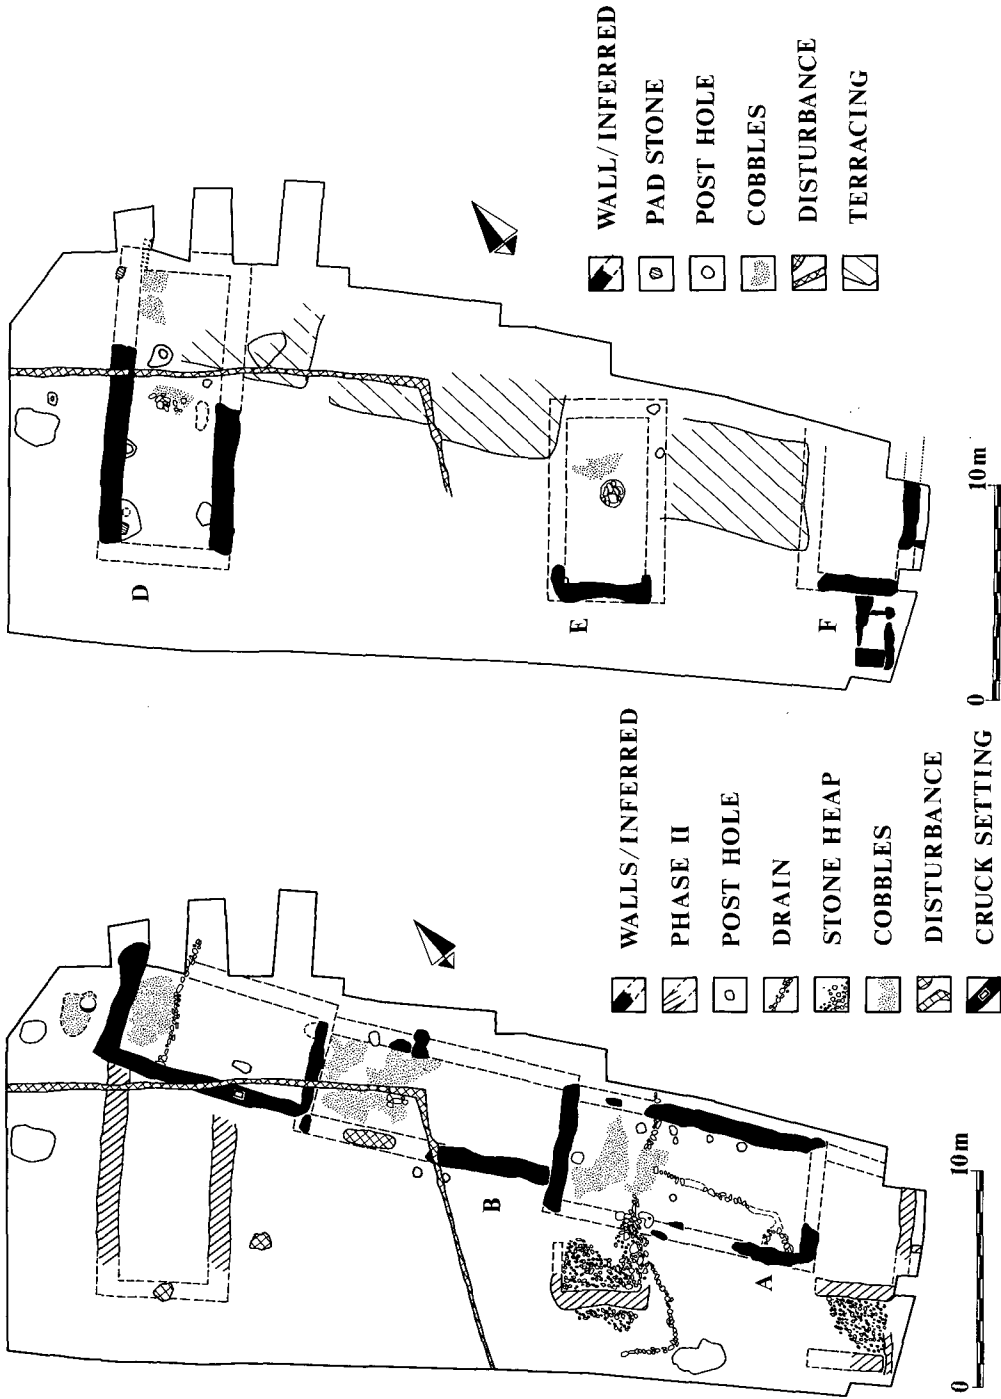 C
B
A
WALLS/INFERRED
PHASE II
POST HOLE
DRAIN
STONE HEAP
COBBLES
DISTURBANCE
CRUCK SETTING
0 10m
D
E
F
WALL/INFERRED
PAD STONE
POST HOLE
COBBLES
DISTURBANCE
TERRACING
0 10m